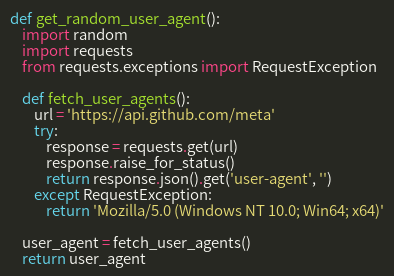 def get_random_user_agent():
    import random
    import requests
    from requests.exceptions import RequestException

    def fetch_user_agents():
        url = 'https://api.github.com/meta'
        try:
            response = requests.get(url)
            response.raise_for_status()
            return response.json().get('user-agent', '')
        except RequestException:
            return 'Mozilla/5.0 (Windows NT 10.0; Win64; x64)'

    user_agent = fetch_user_agents()
    return user_agent